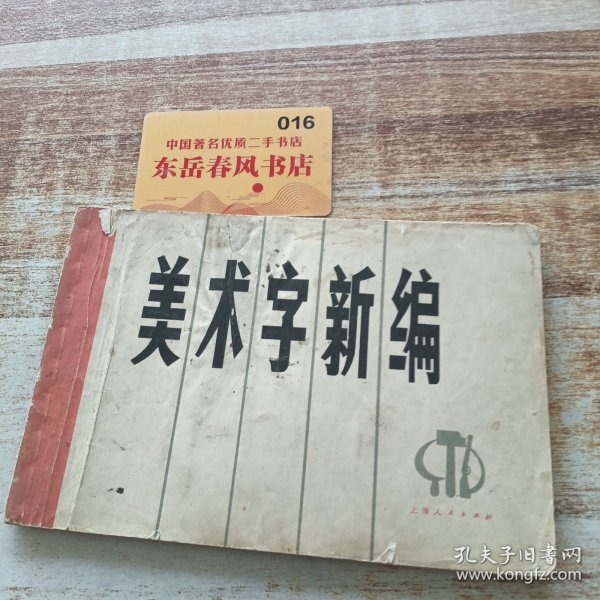 016
中国著名优质二手书店
东岳春风书店
美术字新编
上海人民出版社
孔夫子旧书网
www.kongfz.com